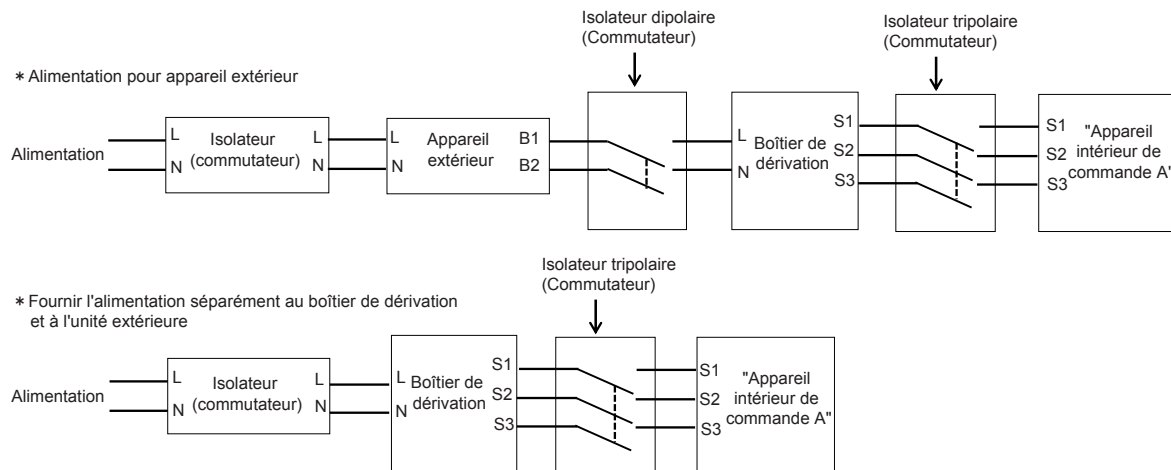 Isolateur dipolaire
(Commutateur)
Isolateur tripolaire
(Commutateur)
* Alimentation pour appareil extérieur
Alimentation
L
N
Isolateur
(commutateur)
L
N
L
N
Appareil
extérieur
B1
B2
L
N
Boîtier de
dérivation
S1
S2
S3
S1
S2
S3
"Appareil
intérieur de
commande A"
Isolateur tripolaire
(Commutateur)
* Fournir l'alimentation séparément au boîtier de dérivation
et à l'unité extérieure
Alimentation
L
N
Isolateur
(commutateur)
L
N
L
N
Boîtier de
dérivation
S1
S2
S3
S1
S2
S3
"Appareil
intérieur de
commande A"